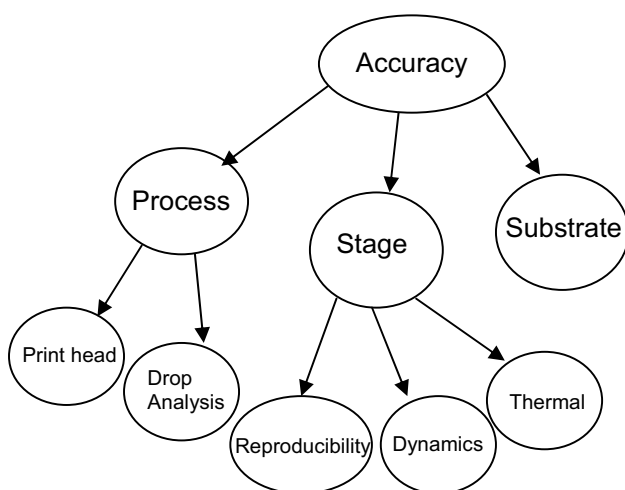 Accuracy
Process
Stage
Substrate
Print head
Drop
Analysis
Reproducibility
Dynamics
Thermal